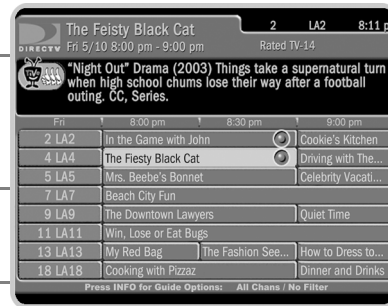 The Feisty Black Cat 2 LA2 8:11 p
DIRECTV Fri 5/10 8:00 pm - 9:00 pm Rated TV-14
TiVo
"Night Out" Drama (2003) Things take a supernatural turn
when high school chums lose their way after a football
outing. CC, Series.
Fri 8:00 pm 8:30 pm 9:00 pm
2 LA2 In the Game with John Cookie's Kitchen
4 LA4 The Fiesty Black Cat Driving with The...
5 LA5 Mrs. Beebe's Bonnet Celebrity Vacati...
7 LA7 Beach City Fun
9 LA9 The Downtown Lawyers Quiet Time
11 LA11 Win, Lose or Eat Bugs
13 LA13 My Red Bag The Fashion See... How to Dress to...
18 LA18 Cooking with Pizzaz Dinner and Drinks
Press INFO for Guide Options: All Chans / No Filter